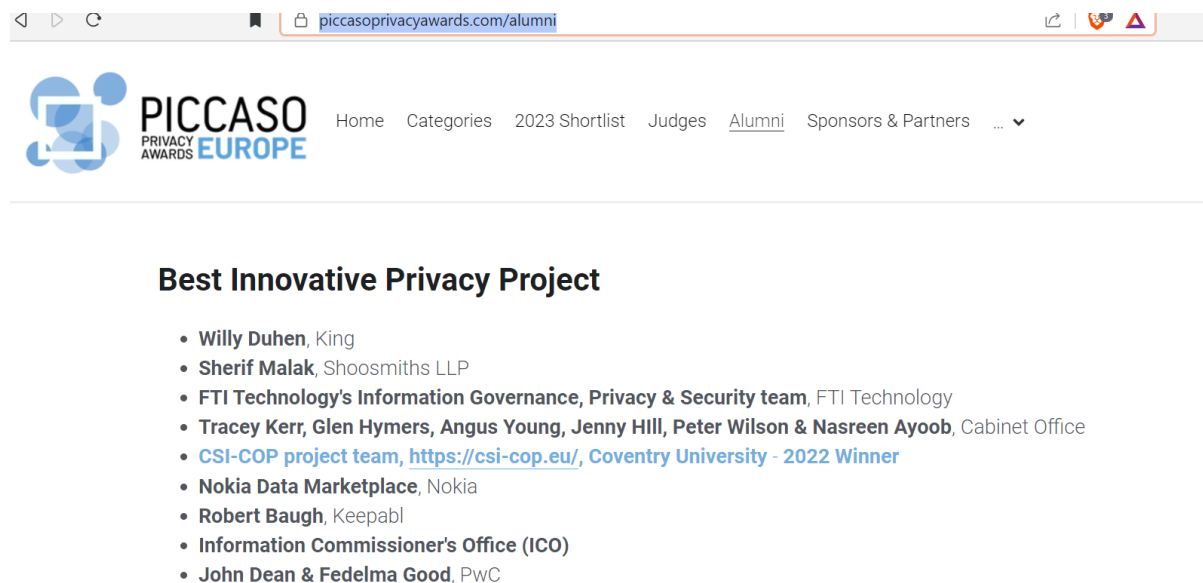 piccasoprivacyawards.com/alumni
3
PICCASO
PRIVACY
AWARDS EUROPE
Home Categories 2023 Shortlist Judges Alumni Sponsors & Partners ...
Best Innovative Privacy Project
• Willy Duhen, King
• Sherif Malak, Shoosmiths LLP
• FTI Technology's Information Governance, Privacy & Security team, FTI Technology
• Tracey Kerr, Glen Hymers, Angus Young, Jenny HIll, Peter Wilson & Nasreen Ayoob, Cabinet Office
• CSI-COP project team, https://csi-cop.eu/, Coventry University - 2022 Winner
• Nokia Data Marketplace, Nokia
• Robert Baugh, Keepabl
• Information Commissioner's Office (ICO)
• John Dean & Fedelma Good, PwC